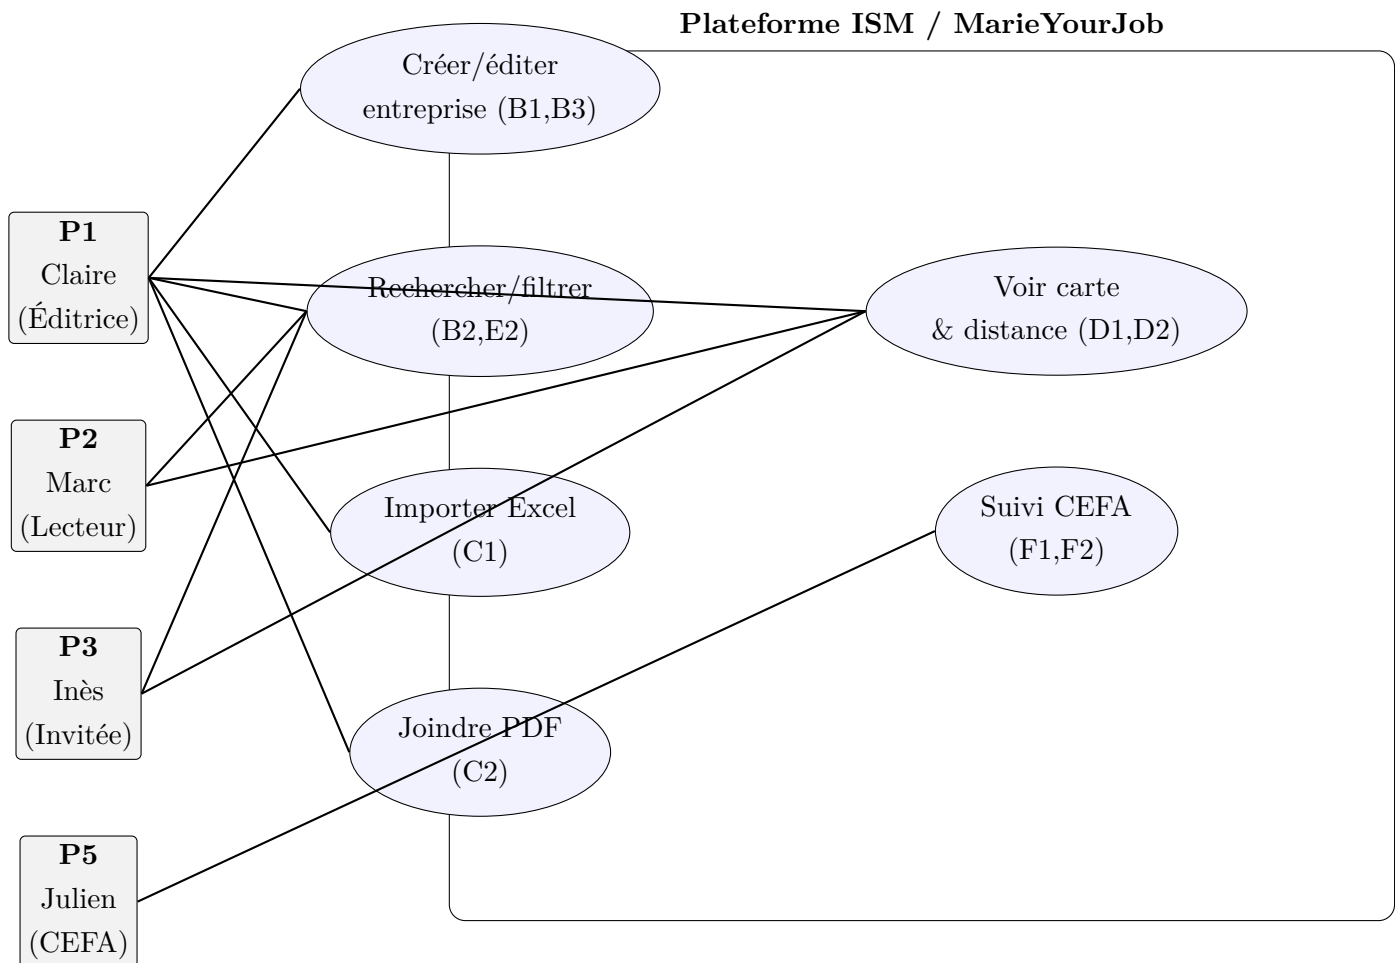 Plateforme ISM / MarieYourJob
Créer/éditer
entreprise (B1,B3)
P1
Claire
(Éditrice)
Rechercher/filtrer
(B2,E2)
Voir carte
& distance (D1,D2)
P2
Marc
(Lecteur)
Importer Excel
(C1)
Suivi CEFA
(F1,F2)
P3
Inès
(Invitée)
Joindre PDF
(C2)
P5
Julien
(CEFA)